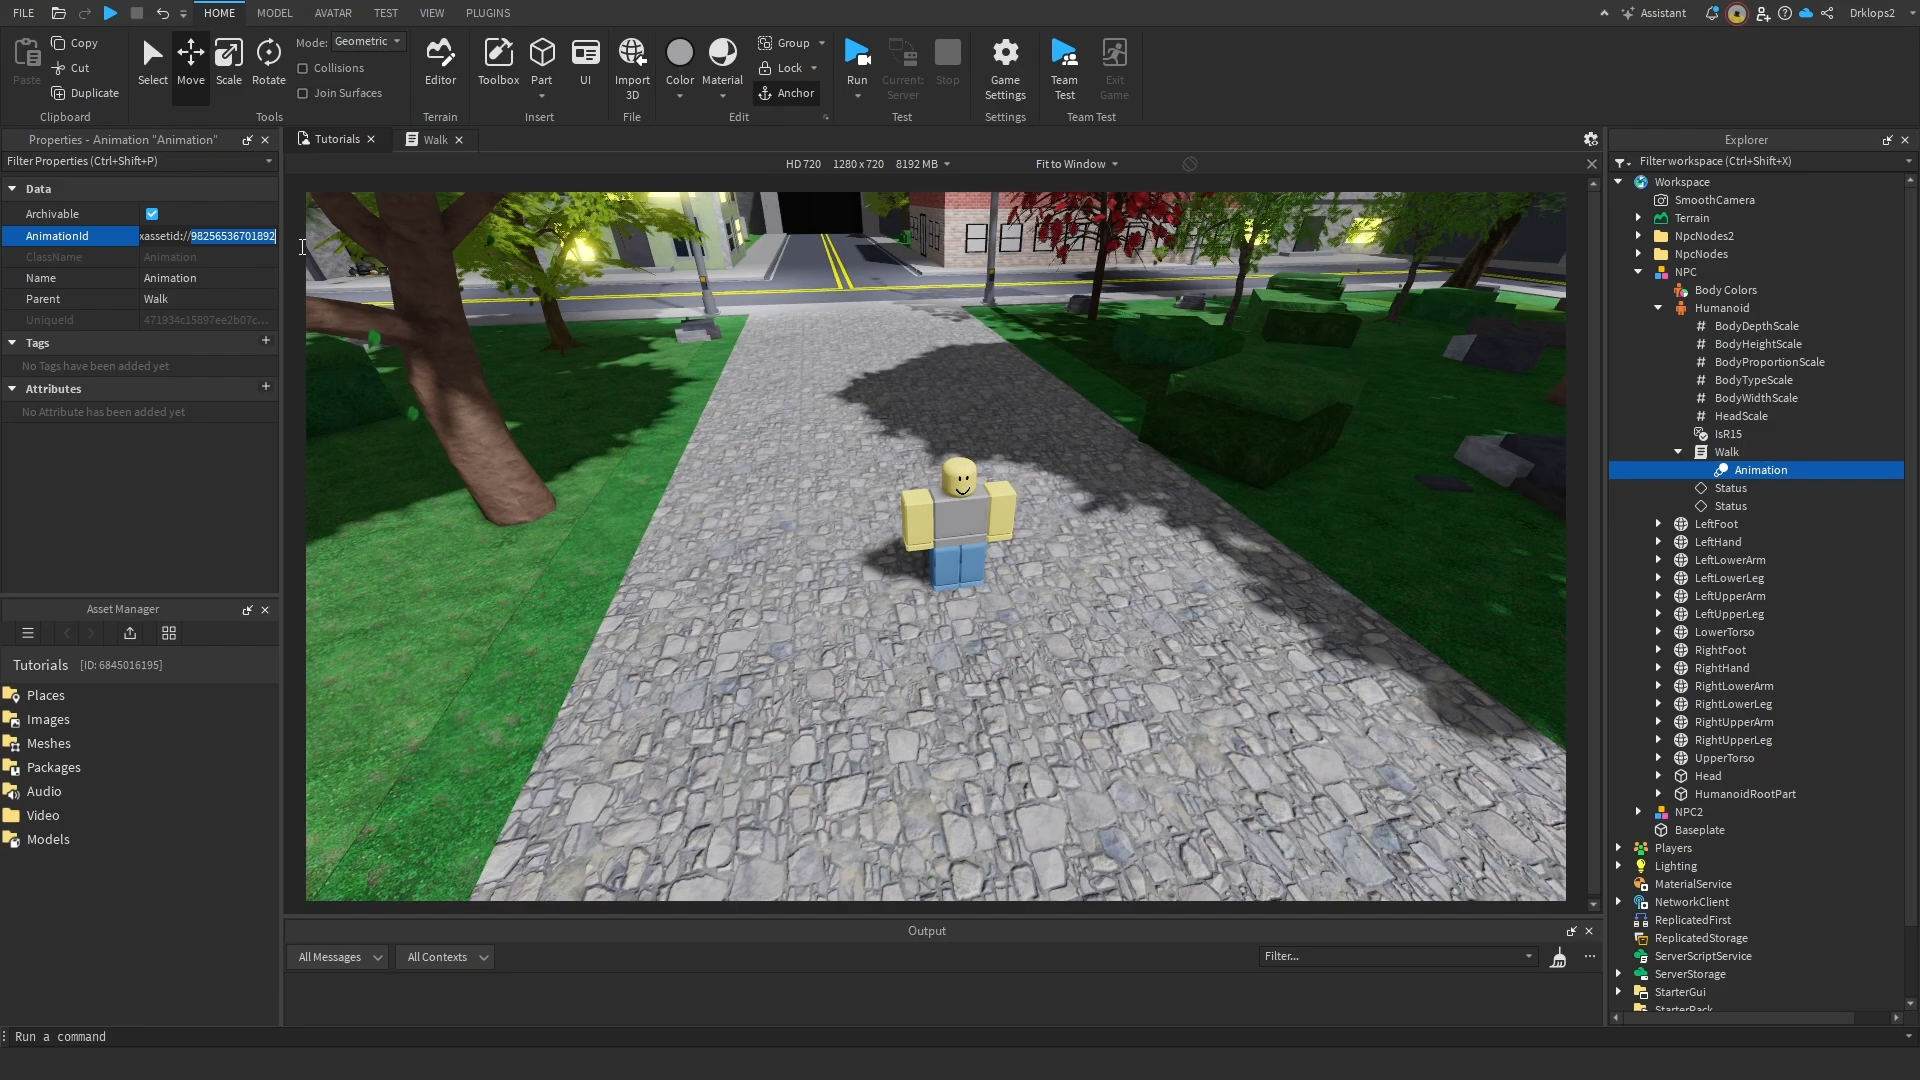 FILE HOME MODEL AVATAR TEST VIEW PLUGINS Assistant Drklops2
Paste Copy Cut Duplicate Clipboard
Select Move Scale Rotate Mode: Geometric Collisions Join Surfaces Tools
Editor Terrain
Toolbox Part UI Insert
Import 3D File
Color Material Group Lock Anchor Edit
Run Current: Server Stop Test
Game Settings Settings
Team Test Exit Game Team Test
Properties - Animation "Animation"
Filter Properties (Ctrl+Shift+P)
Data
Archivable
AnimationId xassetid://98256536701892
ClassName Animation
Name Animation
Parent Walk
UniqueId 471934c15897ee2b07c...
Tags
No Tags have been added yet
Attributes
No Attribute has been added yet
Asset Manager
Tutorials [ID: 6845016195]
Places
Images
Meshes
Packages
Audio
Video
Models
Tutorials Walk
HD 720 1280 x 720 8192 MB Fit to Window
Output
All Messages All Contexts Filter...
Explorer
Filter workspace (Ctrl+Shift+X)
Workspace
SmoothCamera
Terrain
NpcNodes2
NpcNodes
NPC
Body Colors
Humanoid
BodyDepthScale
BodyHeightScale
BodyProportionScale
BodyTypeScale
BodyWidthScale
HeadScale
IsR15
Walk
Animation
Status
Status
LeftFoot
LeftHand
LeftLowerArm
LeftLowerLeg
LeftUpperArm
LeftUpperLeg
LowerTorso
RightFoot
RightHand
RightLowerArm
RightLowerLeg
RightUpperArm
RightUpperLeg
UpperTorso
Head
HumanoidRootPart
NPC2
Baseplate
Players
Lighting
MaterialService
NetworkClient
ReplicatedFirst
ReplicatedStorage
ServerScriptService
ServerStorage
StarterGui
StarterPack
Run a command